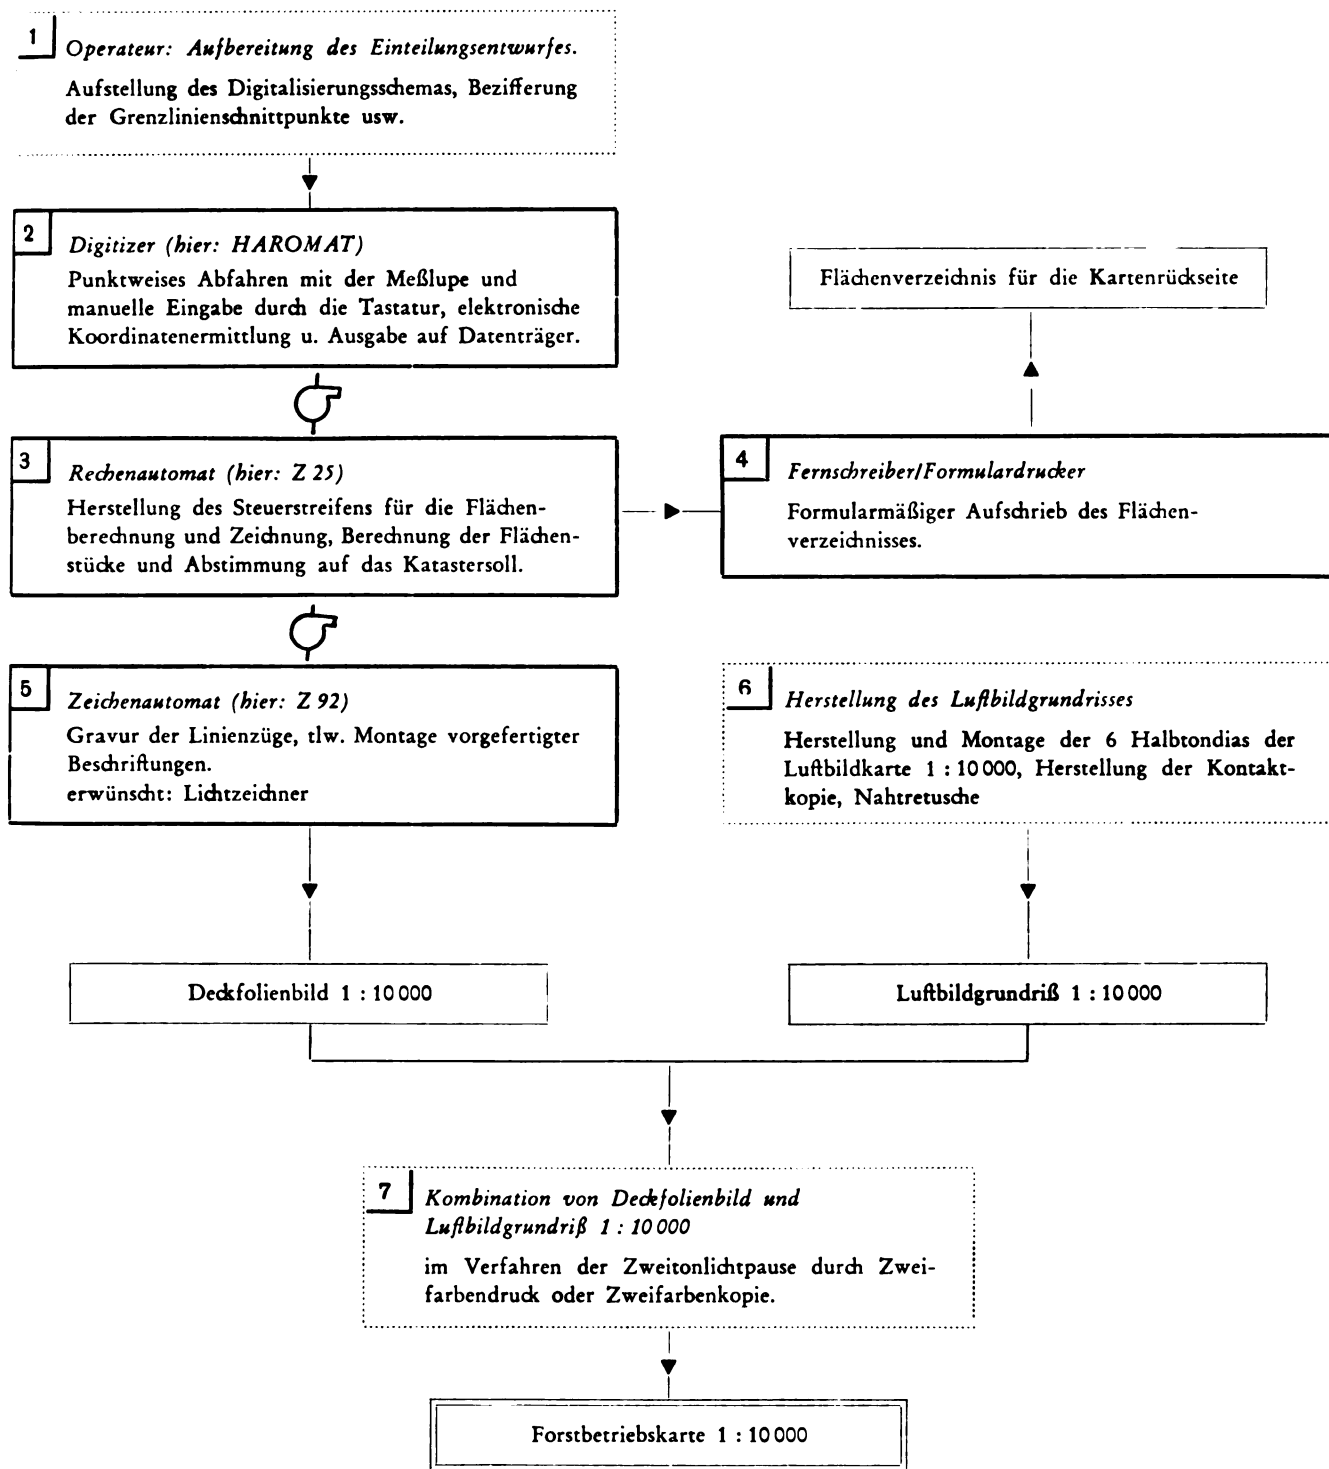 1
Operateur: Aufbereitung des Einteilungsentwurfes.
Aufstellung des Digitalisierungsschemas, Bezifferung
der Grenzlinienschnittpunkte usw.
2
Digitizer (hier: HAROMAT)
Punktweises Abfahren mit der Meßlupe und
manuelle Eingabe durch die Tastatur, elektronische
Koordinatenermittlung u. Ausgabe auf Datenträger.
Flächenverzeichnis für die Kartenrückseite
3
Rechenautomat (hier: Z 25)
Herstellung des Steuerstreifens für die Flächen-
berechnung und Zeichnung, Berechnung der Flächen-
stücke und Abstimmung auf das Katastersoll.
4
Fernschreiber/Formulardrucker
Formularmäßiger Aufschrieb des Flächen-
verzeichnisses.
5
Zeichenautomat (hier: Z 92)
Gravur der Linienzüge, tlw. Montage vorgefertigter
Beschriftungen.
erwünscht: Lichtzeichner
6
Herstellung des Luftbildgrundrisses
Herstellung und Montage der 6 Halbtondias der
Luftbildkarte 1 : 10 000, Herstellung der Kontakt-
kopie, Nahtretusche
Deckfolienbild 1 : 10 000
Luftbildgrundriß 1 : 10 000
7
Kombination von Deckfolienbild und
Luftbildgrundriß 1 : 10 000
im Verfahren der Zweitonlichtpause durch Zwei-
farbendruck oder Zweifarbenkopie.
Forstbetriebskarte 1 : 10 000